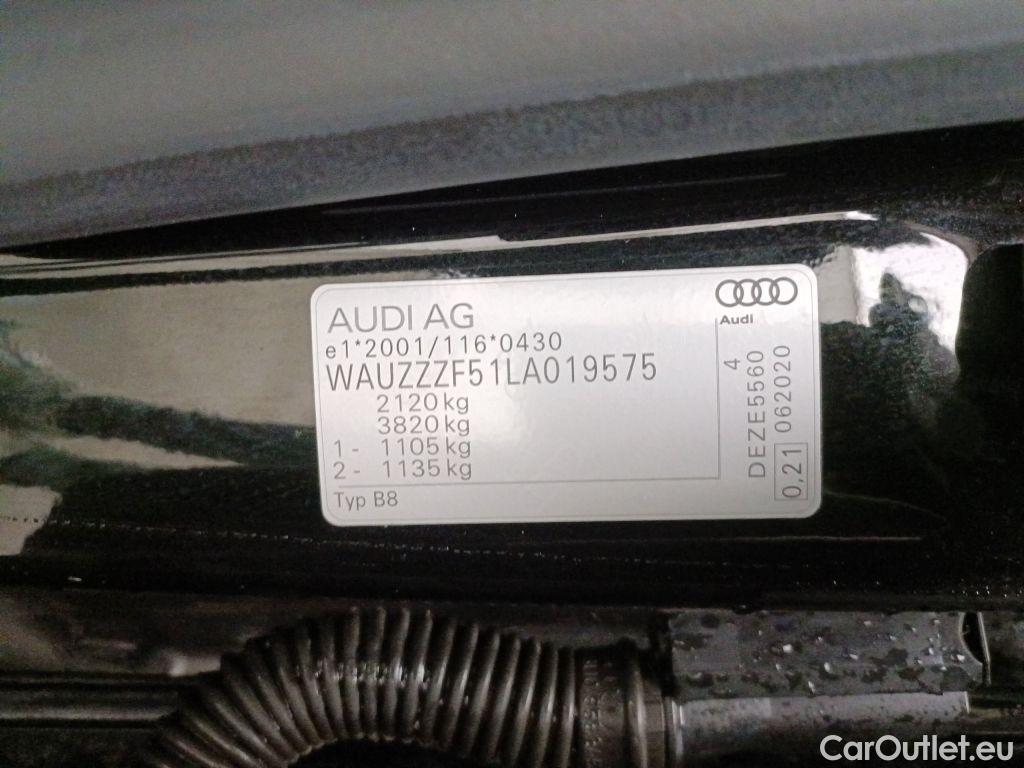 AUDI AG
Audi
e1*2001/116*0430
WAUZZZF51LA019575
2120 kg
3820 kg
1 - 1105 kg
2 - 1135 kg
Typ B8
4
DEZE5560
0,21 062020
CarOutlet.eu